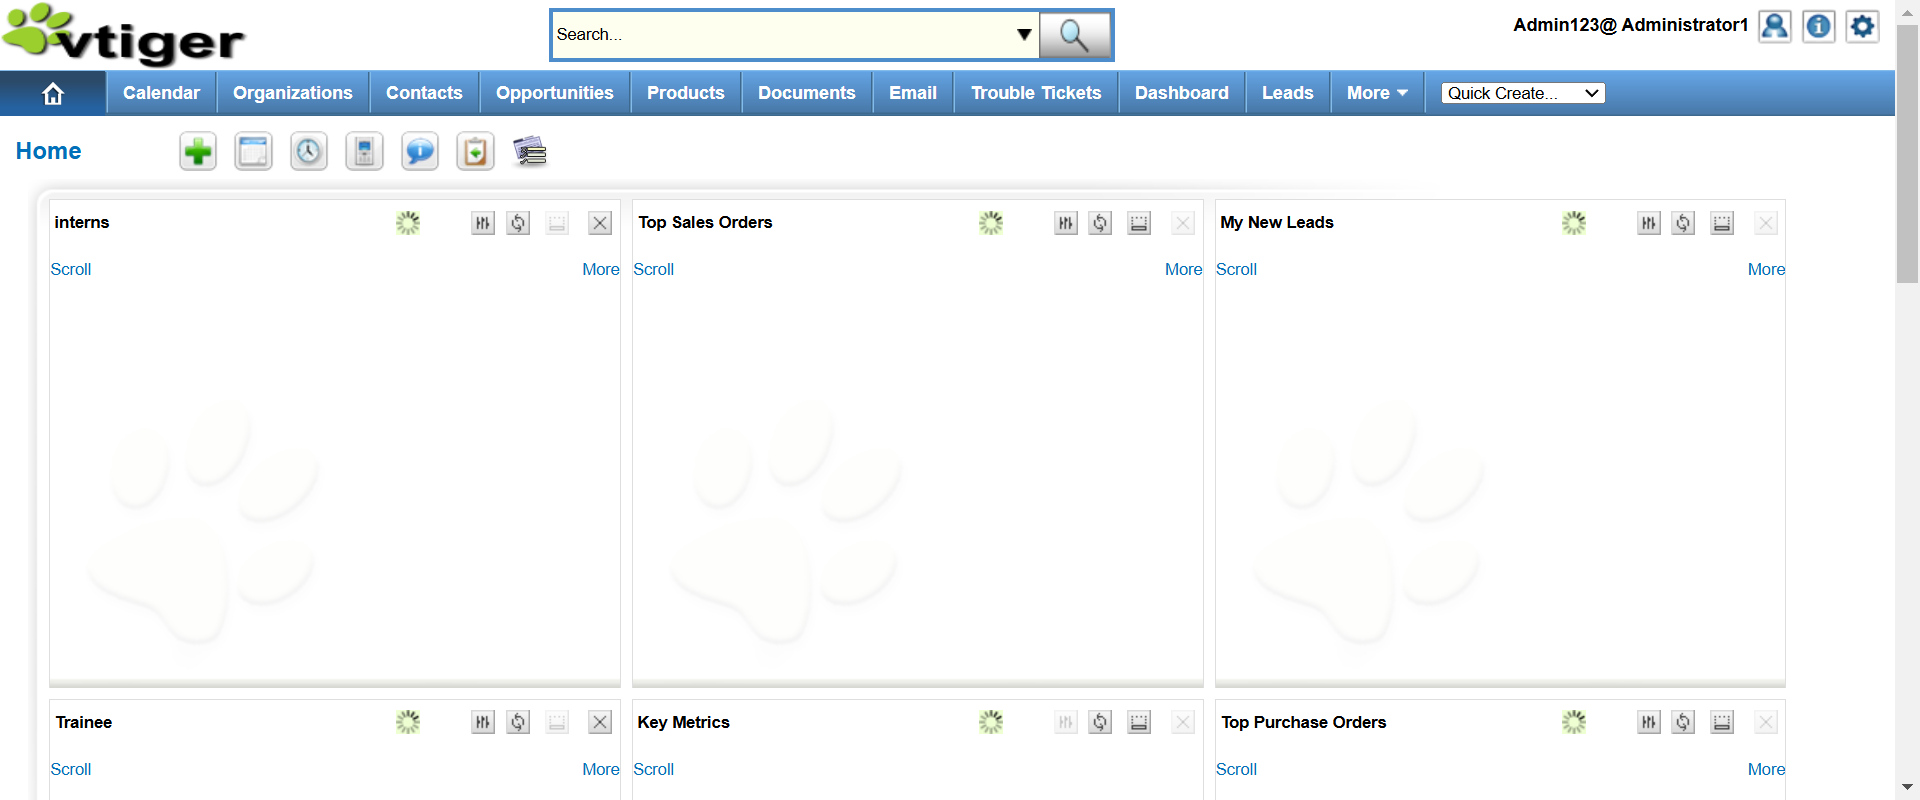 vtiger
Search...
Admin123@ Administrator1
Calendar Organizations Contacts Opportunities Products Documents Email Trouble Tickets Dashboard Leads More Quick Create...
Home
interns
Scroll More
Top Sales Orders
Scroll More
My New Leads
Scroll More
Trainee
Scroll More
Key Metrics
Scroll
Top Purchase Orders
Scroll More